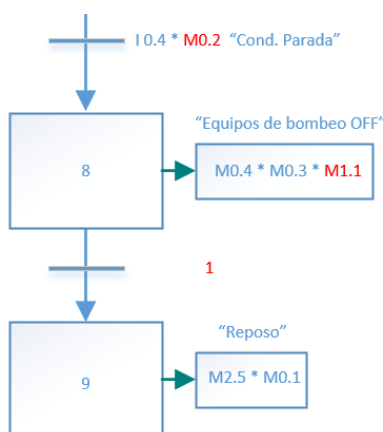 I 0.4 * M0.2 “Cond. Parada”
“Equipos de bombeo OFF”
8
M0.4 * M0.3 * M1.1
1
“Reposo”
9
M2.5 * M0.1